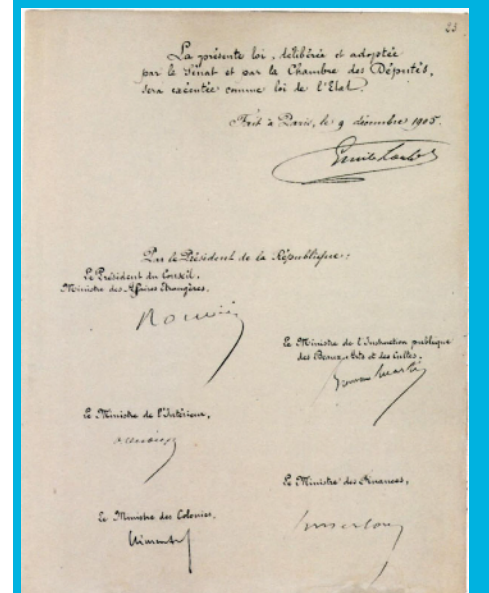 23
La présente loi, délibérée et adoptée
par le Sénat et par la Chambre des Députés,
sera exécutée comme loi de l'Etat.
Fait à Paris, le 9 décembre 1905.
Emile Loubet
Par le Président de la République:
Le Président du Conseil,
Ministre des Affaires Etrangères,
Rouvier
Le Ministre de l'Instruction publique
des Beaux-Arts et des Cultes,
Le Ministre de l'Intérieur,
Le Ministre des Finances,
Le Ministre des Colonies,